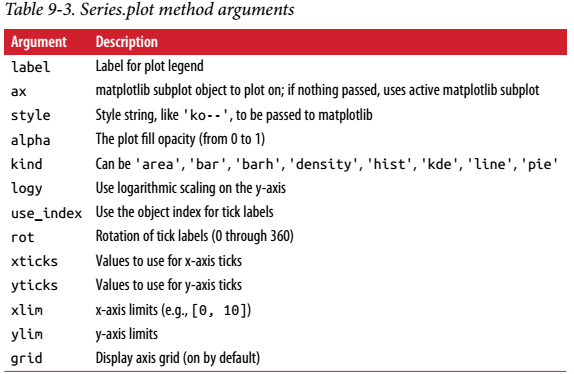 Table 9-3. Series.plot method arguments
Argument Description
label Label for plot legend
ax matplotlib subplot object to plot on; if nothing passed, uses active matplotlib subplot
style Style string, like 'ko--', to be passed to matplotlib
alpha The plot fill opacity (from 0 to 1)
kind Can be 'area', 'bar', 'barh', 'density', 'hist', 'kde', 'line', 'pie'
logy Use logarithmic scaling on the y-axis
use_index Use the object index for tick labels
rot Rotation of tick labels (0 through 360)
xticks Values to use for x-axis ticks
yticks Values to use for y-axis ticks
xlim x-axis limits (e.g., [0, 10])
ylim y-axis limits
grid Display axis grid (on by default)